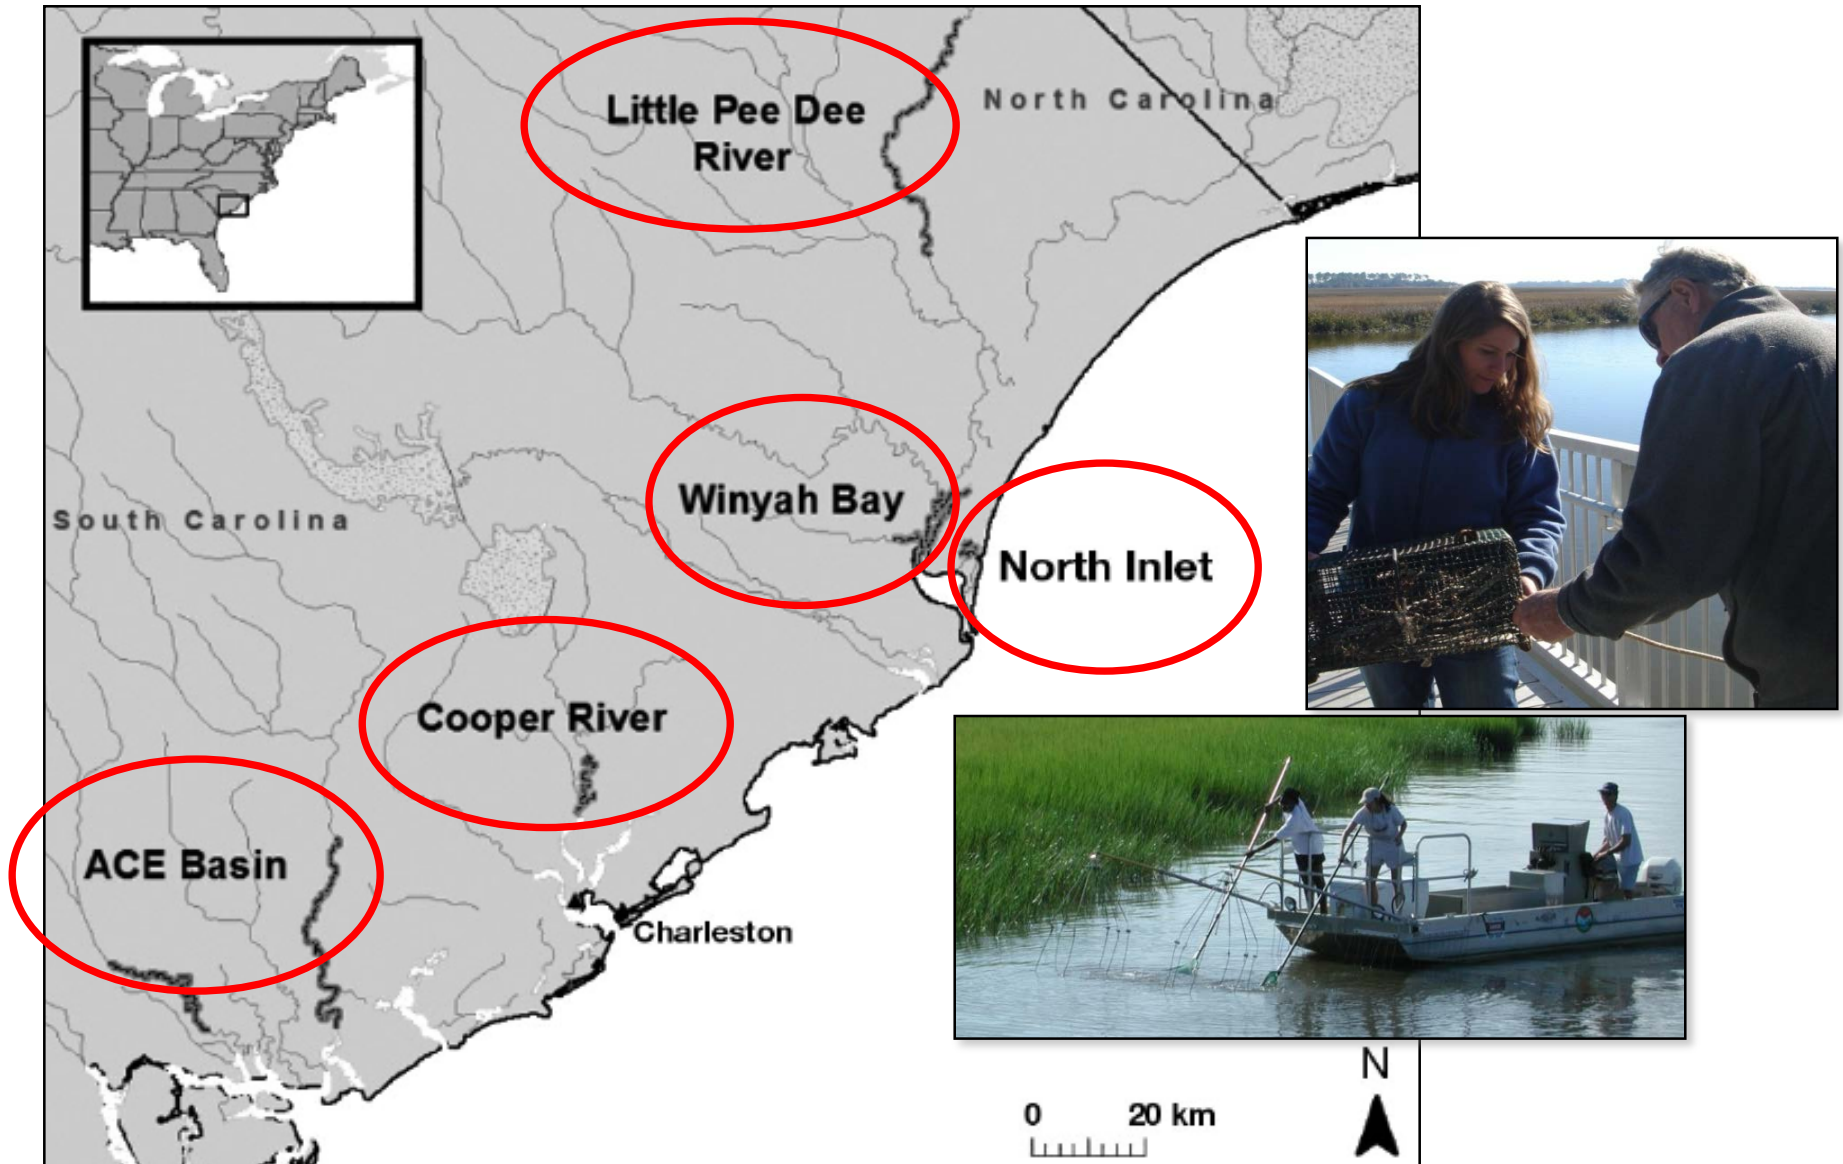 Little Pee Dee
River
North Carolina
Winyah Bay
South Carolina
North Inlet
Cooper River
ACE Basin
Charleston
N
0 20 km